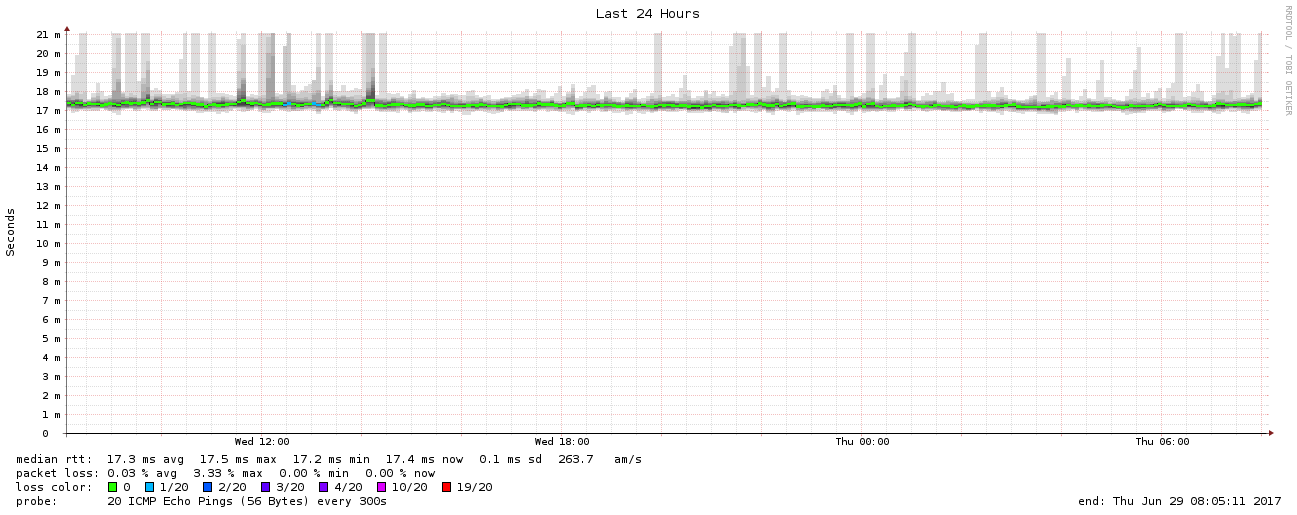 Last 24 Hours
RRDTOOL / TOBI OETIKER
Seconds
21 m
20 m
19 m
18 m
17 m
16 m
15 m
14 m
13 m
12 m
11 m
10 m
9 m
8 m
7 m
6 m
5 m
4 m
3 m
2 m
1 m
0
Wed 12:00 Wed 18:00 Thu 00:00 Thu 06:00
median rtt: 17.3 ms avg 17.5 ms max 17.2 ms min 17.4 ms now 0.1 ms sd 263.7 am/s
packet loss: 0.03 % avg 3.33 % max 0.00 % min 0.00 % now
loss color: 0 1/20 2/20 3/20 4/20 10/20 19/20
probe: 20 ICMP Echo Pings (56 Bytes) every 300s end: Thu Jun 29 08:05:11 2017